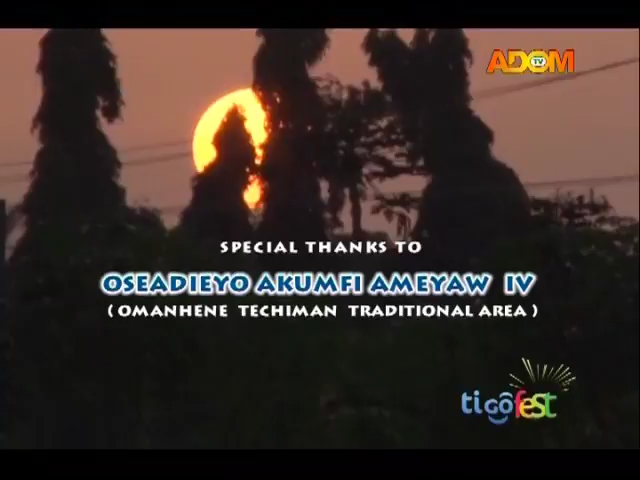 ADOM TV
SPECIAL THANKS TO
OSEADIEYO AKUMFI AMEYAW IV
( OMANHENE TECHIMAN TRADITIONAL AREA )
tigofest